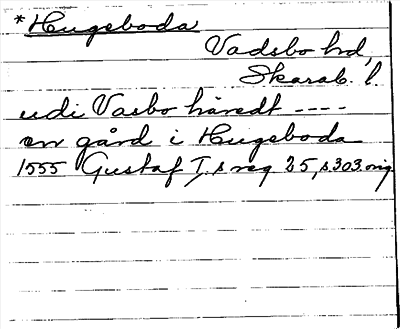 *Hugeboda
Vadsbo hd,
Skarab. l.
udi Vasbo häredt ----
en gård i Hugeboda
1555 Gustaf I,s reg 25, s 303. orig